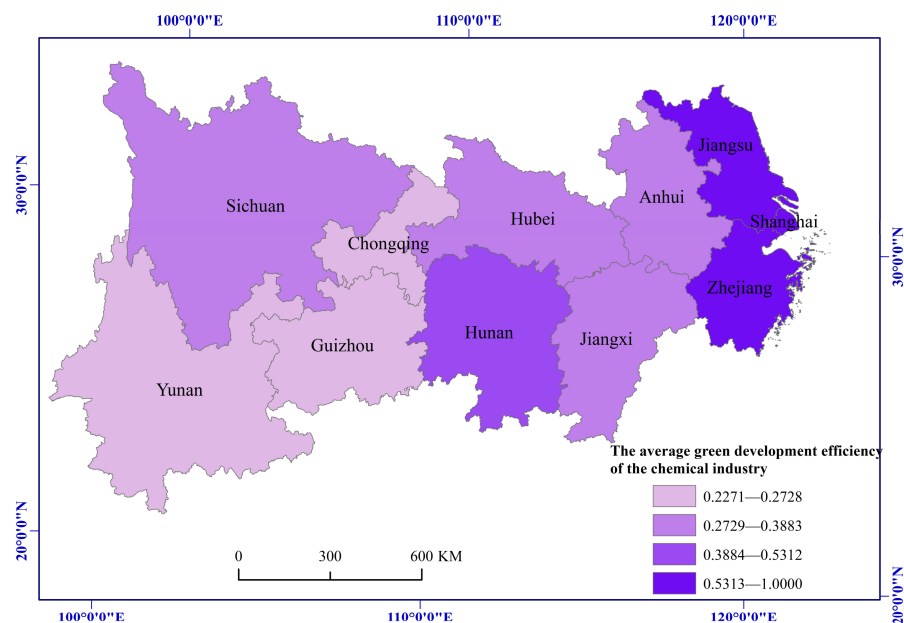 100°0'0"E
110°0'0"E
120°0'0"E
30°0'0"N
20°0'0"N
Jiangsu
Anhui
Sichuan
Hubei
Shanghai
Chongqing
Zhejiang
Hunan
Guizhou
Jiangxi
Yunan
30°0'0"N
20°0'0"N
The average green development efficiency
of the chemical industry
0.2271—0.2728
0.2729—0.3883
0.3884—0.5312
0.5313—1.0000
0 300 600 KM
100°0'0"E
110°0'0"E
120°0'0"E